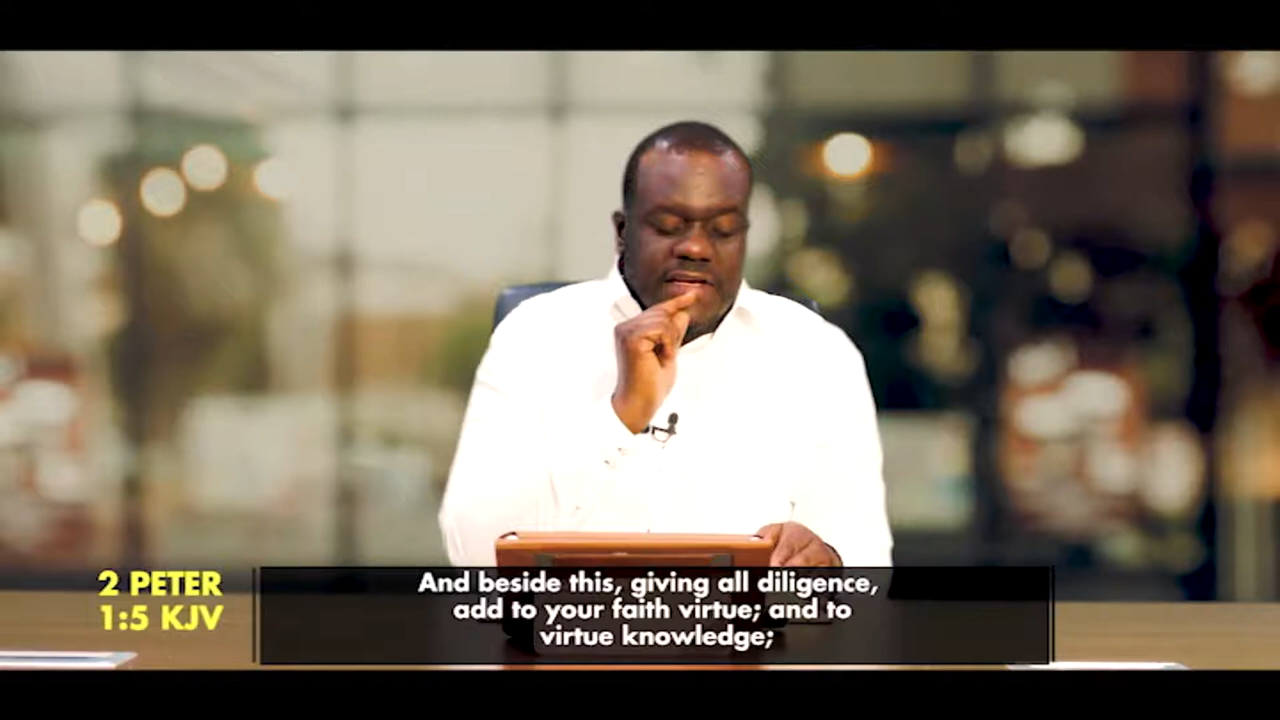 2 PETER
1:5 KJV
And beside this, giving all diligence,
add to your faith virtue; and to
virtue knowledge;